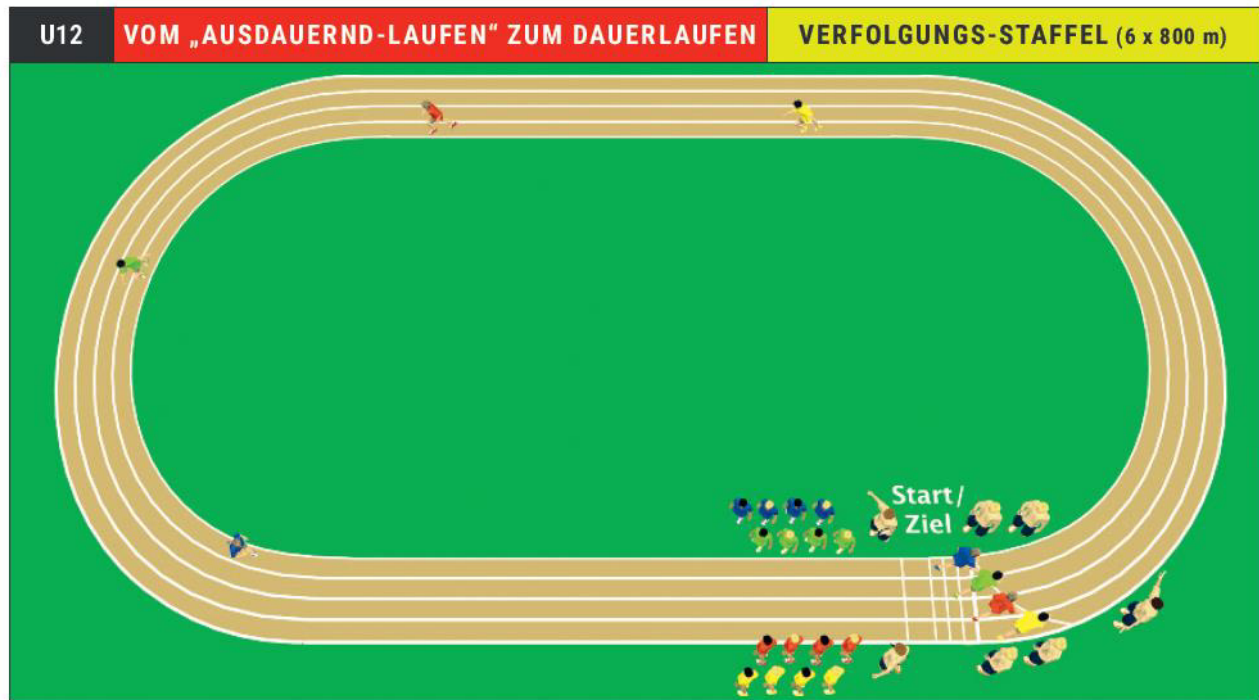 U12 VOM „AUSDAUERND-LAUFEN“ ZUM DAUERLAUFEN VERFOLGUNGS-STAFFEL (6 x 800 m)
Start/
Ziel